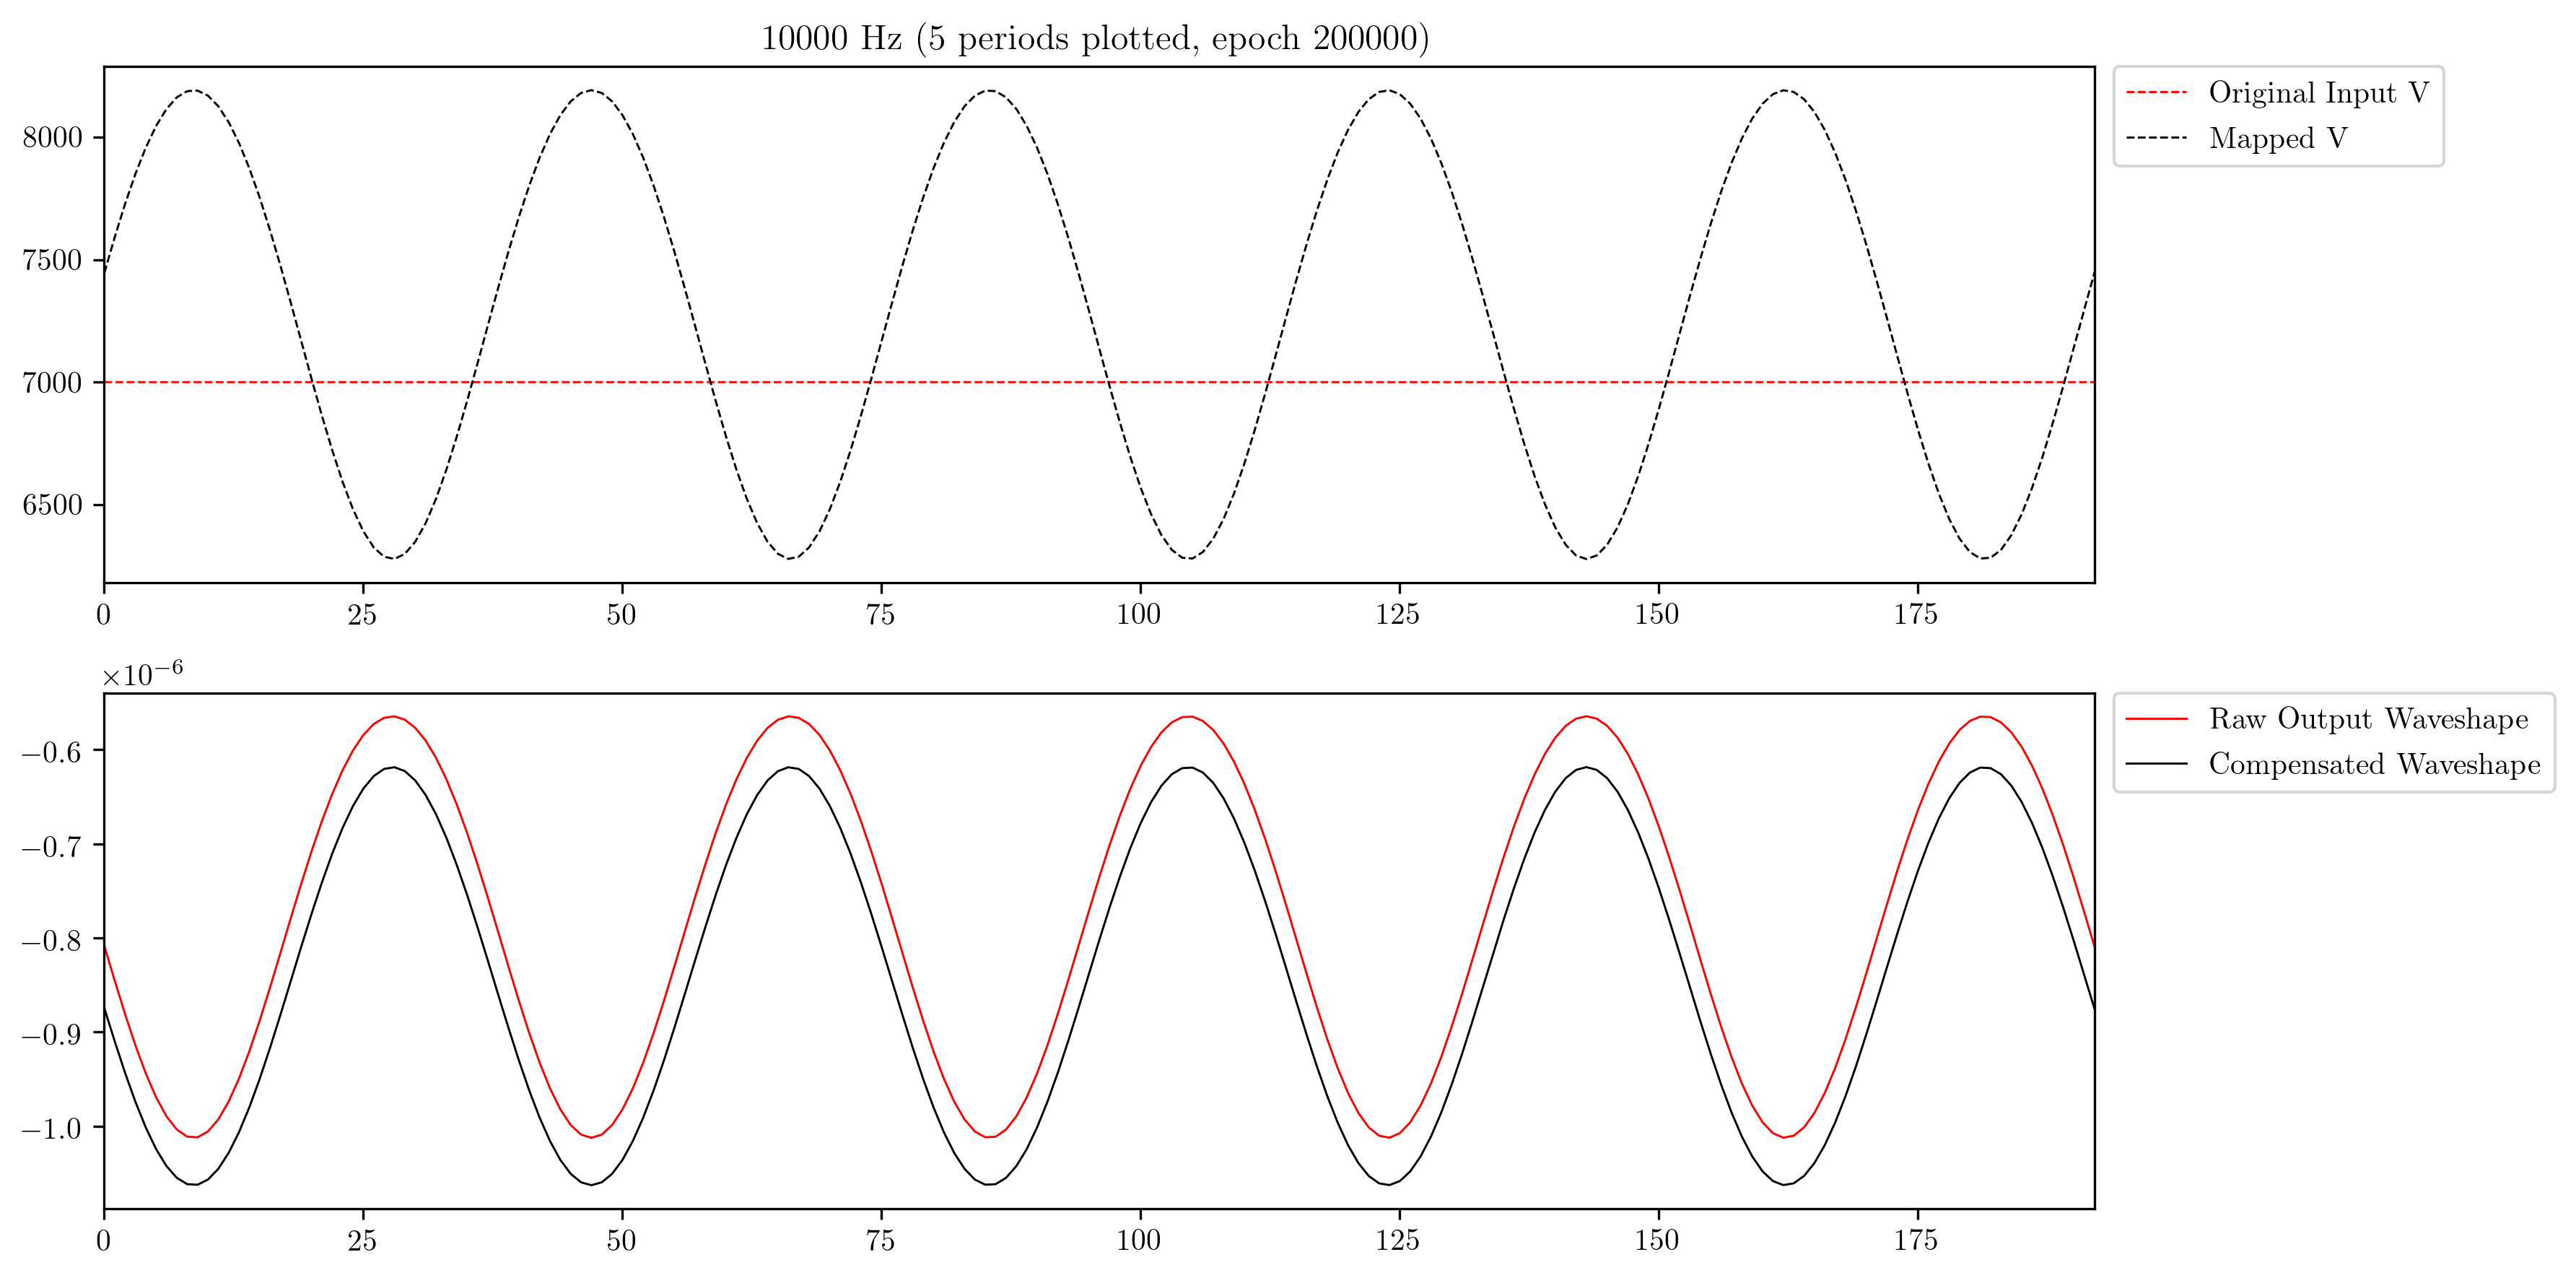 10000 Hz (5 periods plotted, epoch 200000)
Original Input V
Mapped V
8000
7500
7000
6500
0 25 50 75 100 125 150 175
×10⁻⁶
Raw Output Waveshape
Compensated Waveshape
−0.6
−0.7
−0.8
−0.9
−1.0
0 25 50 75 100 125 150 175